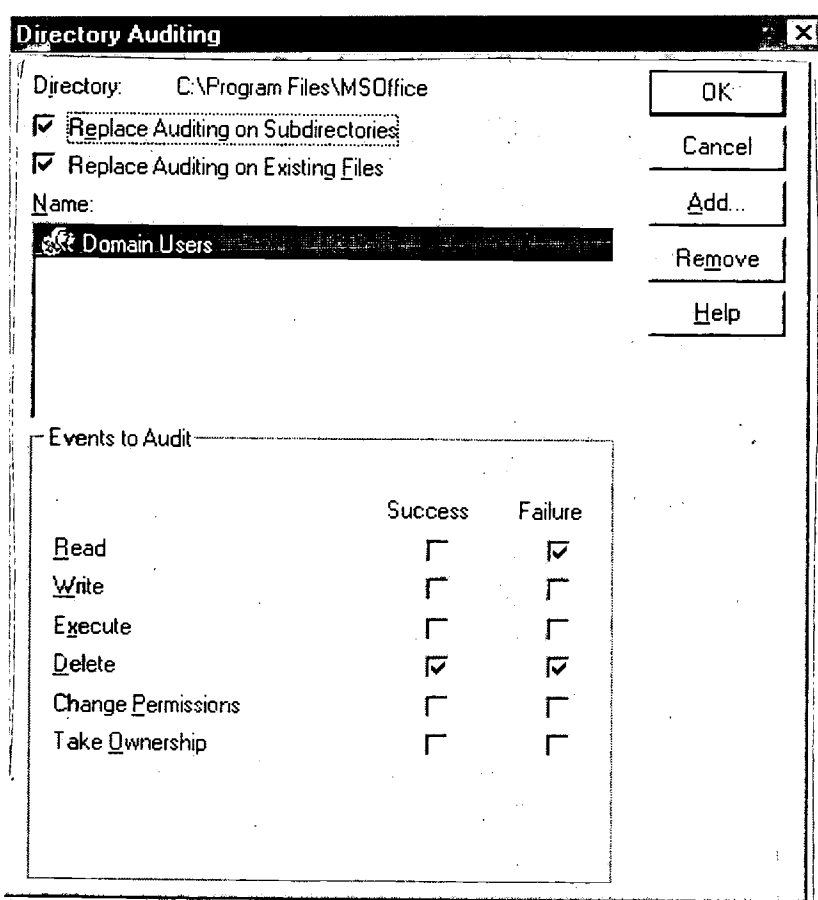 Directory Auditing
Directory: C:\Program Files\MSOffice
Replace Auditing on Subdirectories
Replace Auditing on Existing Files
Name:
Domain Users
OK
Cancel
Add...
Remove
Help
Events to Audit
Success Failure
Read
Write
Execute
Delete
Change Permissions
Take Ownership